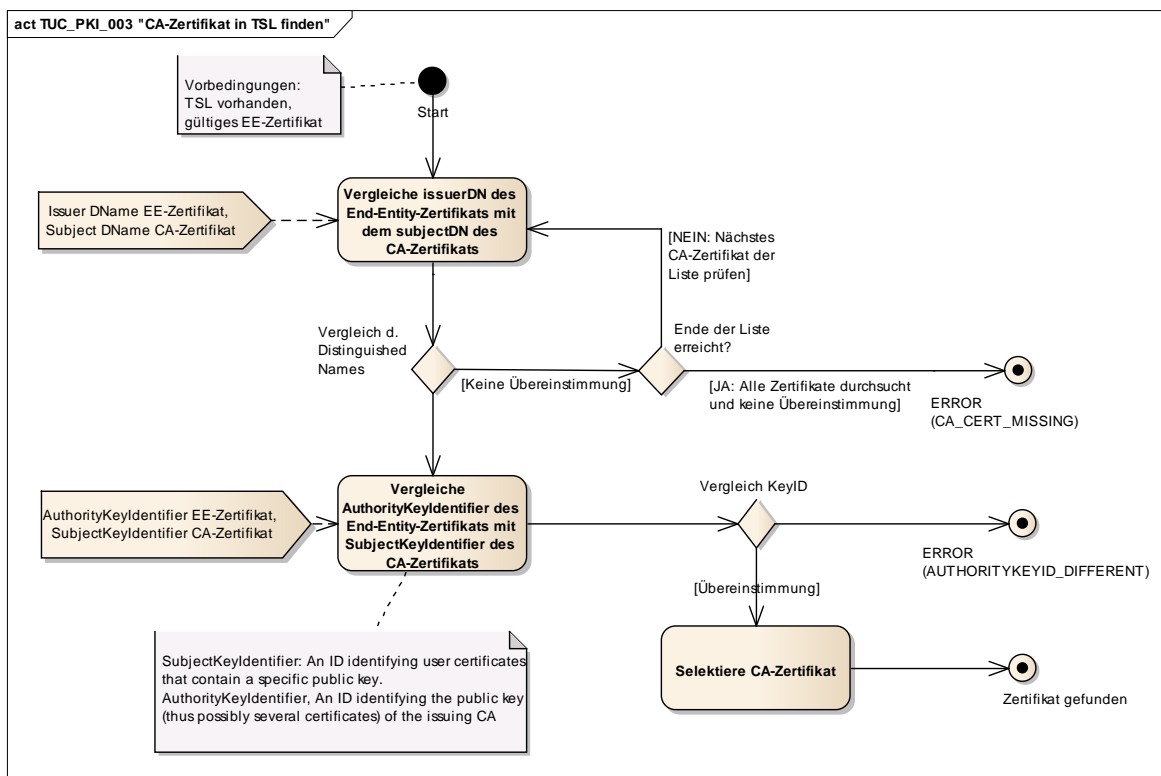 act TUC_PKI_003 "CA-Zertifikat in TSL finden"
Vorbedingungen:
TSL vorhanden,
gültiges EE-Zertifikat
Start
Issuer DName EE-Zertifikat,
Subject DName CA-Zertifikat
Vergleiche issuerDN des
End-Entity-Zertifikats mit
dem subjectDN des
CA-Zertifikats
[NEIN: Nächstes
CA-Zertifikat der
Liste prüfen]
Vergleich d.
Distinguished
Names
[Keine Übereinstimmung]
Ende der Liste
erreicht?
[JA: Alle Zertifikate durchsucht
und keine Übereinstimmung]
ERROR
(CA_CERT_MISSING)
AuthorityKeyIdentifier EE-Zertifikat,
SubjectKeyIdentifier CA-Zertifikat
Vergleiche
AuthorityKeyIdentifier des
End-Entity-Zertifikats mit
SubjectKeyIdentifier des
CA-Zertifikats
Vergleich KeyID
ERROR
(AUTHORITYKEYID_DIFFERENT)
[Übereinstimmung]
SubjectKeyIdentifier: An ID identifying user certificates
that contain a specific public key.
AuthorityKeyIdentifier, An ID identifying the public key
(thus possibly several certificates) of the issuing CA
Selektiere CA-Zertifikat
Zertifikat gefunden